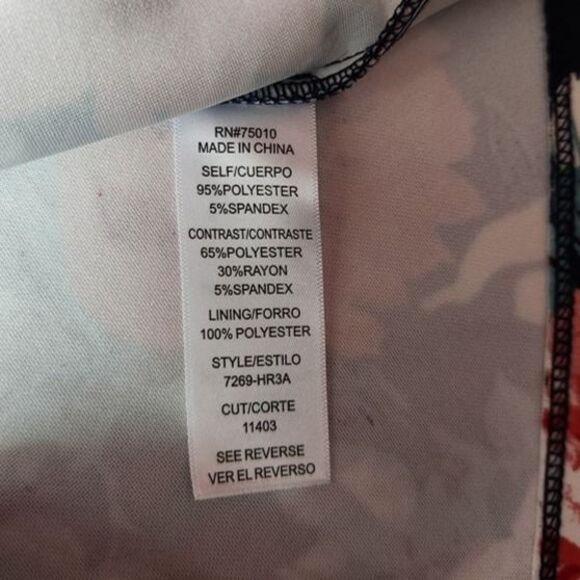 RN#75010
MADE IN CHINA
SELF/CUERPO
95%POLYESTER
5%SPANDEX
CONTRAST/CONTRASTE
65%POLYESTER
30%RAYON
5%SPANDEX
LINING/FORRO
100% POLYESTER
STYLE/ESTILO
7269-HR3A
CUT/CORTE
11403
SEE REVERSE
VER EL REVERSO